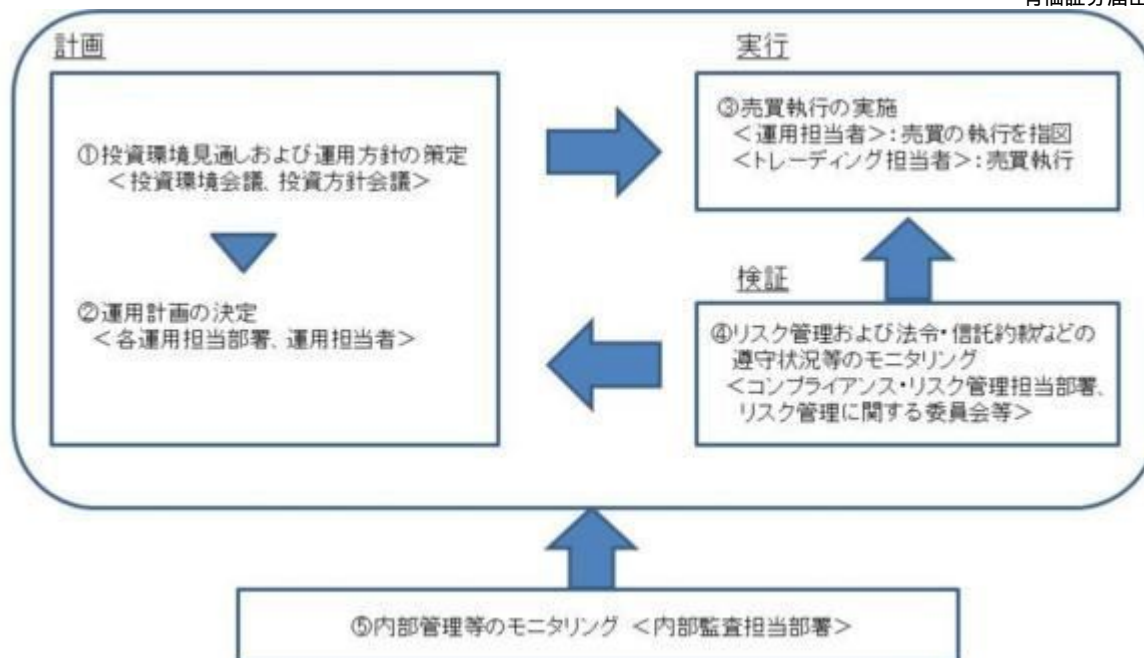 計画
①投資環境見通しおよび運用方針の策定
＜投資環境会議、投資方針会議＞
②運用計画の決定
＜各運用担当部署、運用担当者＞
実行
③売買執行の実施
＜運用担当者＞：売買の執行を指図
＜トレーディング担当者＞：売買執行
検証
④リスク管理および法令・信託約款などの
遵守状況等のモニタリング
＜コンプライアンス・リスク管理担当部署、
リスク管理に関する委員会等＞
⑤内部管理等のモニタリング ＜内部監査担当部署＞